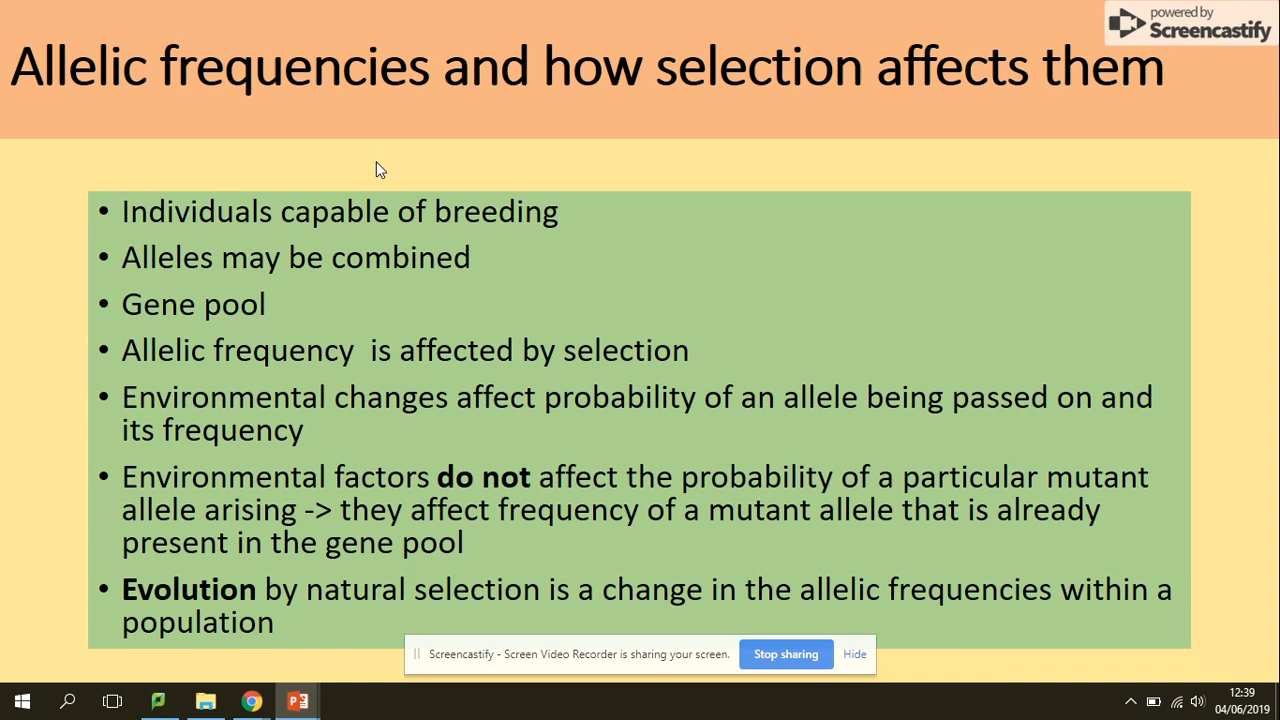 powered by
Screencastify
Allelic frequencies and how selection affects them
• Individuals capable of breeding
• Alleles may be combined
• Gene pool
• Allelic frequency  is affected by selection
• Environmental changes affect probability of an allele being passed on and
its frequency
• Environmental factors do not affect the probability of a particular mutant
allele arising -> they affect frequency of a mutant allele that is already
present in the gene pool
• Evolution by natural selection is a change in the allelic frequencies within a
population
Screencastify - Screen Video Recorder is sharing your screen. Stop sharing Hide
12:39
04/06/2019